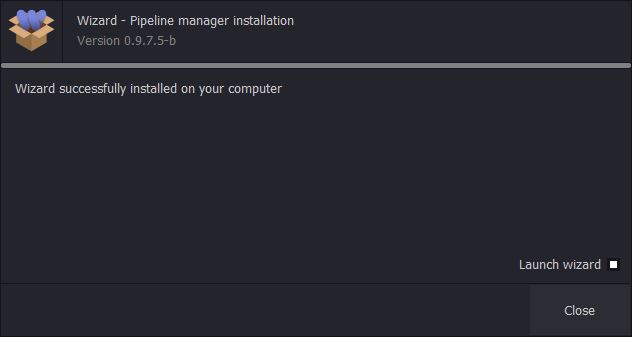 Wizard - Pipeline manager installation
Version 0.9.7.5-b
Wizard successfully installed on your computer
Launch wizard
Close